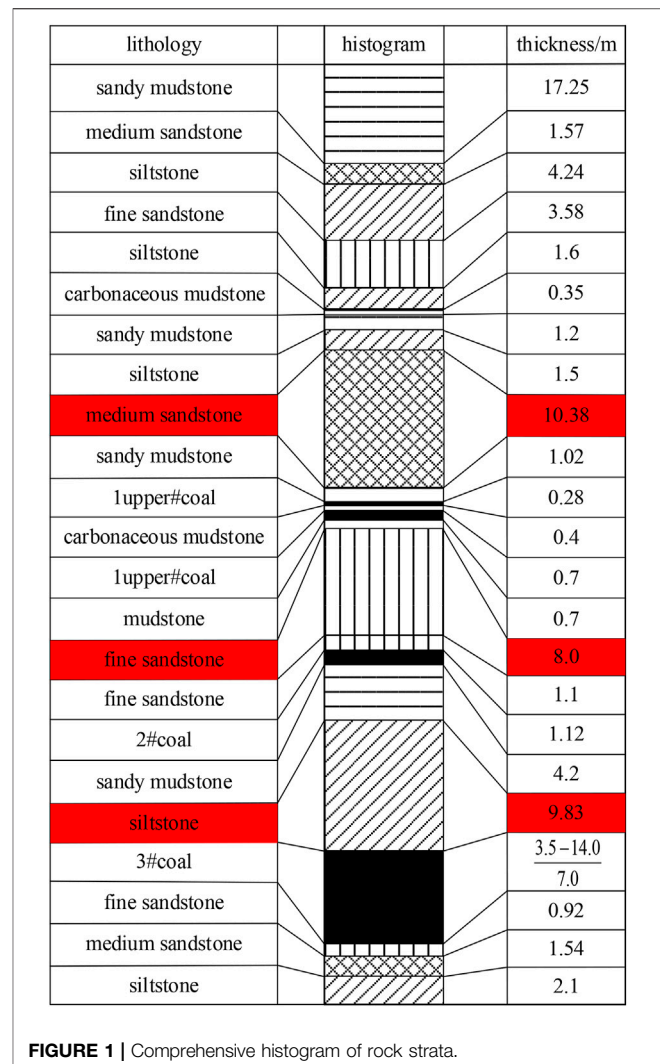 lithology histogram thickness/m
sandy mudstone 17.25
medium sandstone 1.57
siltstone 4.24
fine sandstone 3.58
siltstone 1.6
carbonaceous mudstone 0.35
sandy mudstone 1.2
siltstone 1.5
medium sandstone 10.38
sandy mudstone 1.02
1upper#coal 0.28
carbonaceous mudstone 0.4
1upper#coal 0.7
mudstone 0.7
fine sandstone 8.0
fine sandstone 1.1
2#coal 1.12
sandy mudstone 4.2
siltstone 9.83
3#coal 3.5–14.0
7.0
fine sandstone 0.92
medium sandstone 1.54
siltstone 2.1
FIGURE 1 | Comprehensive histogram of rock strata.